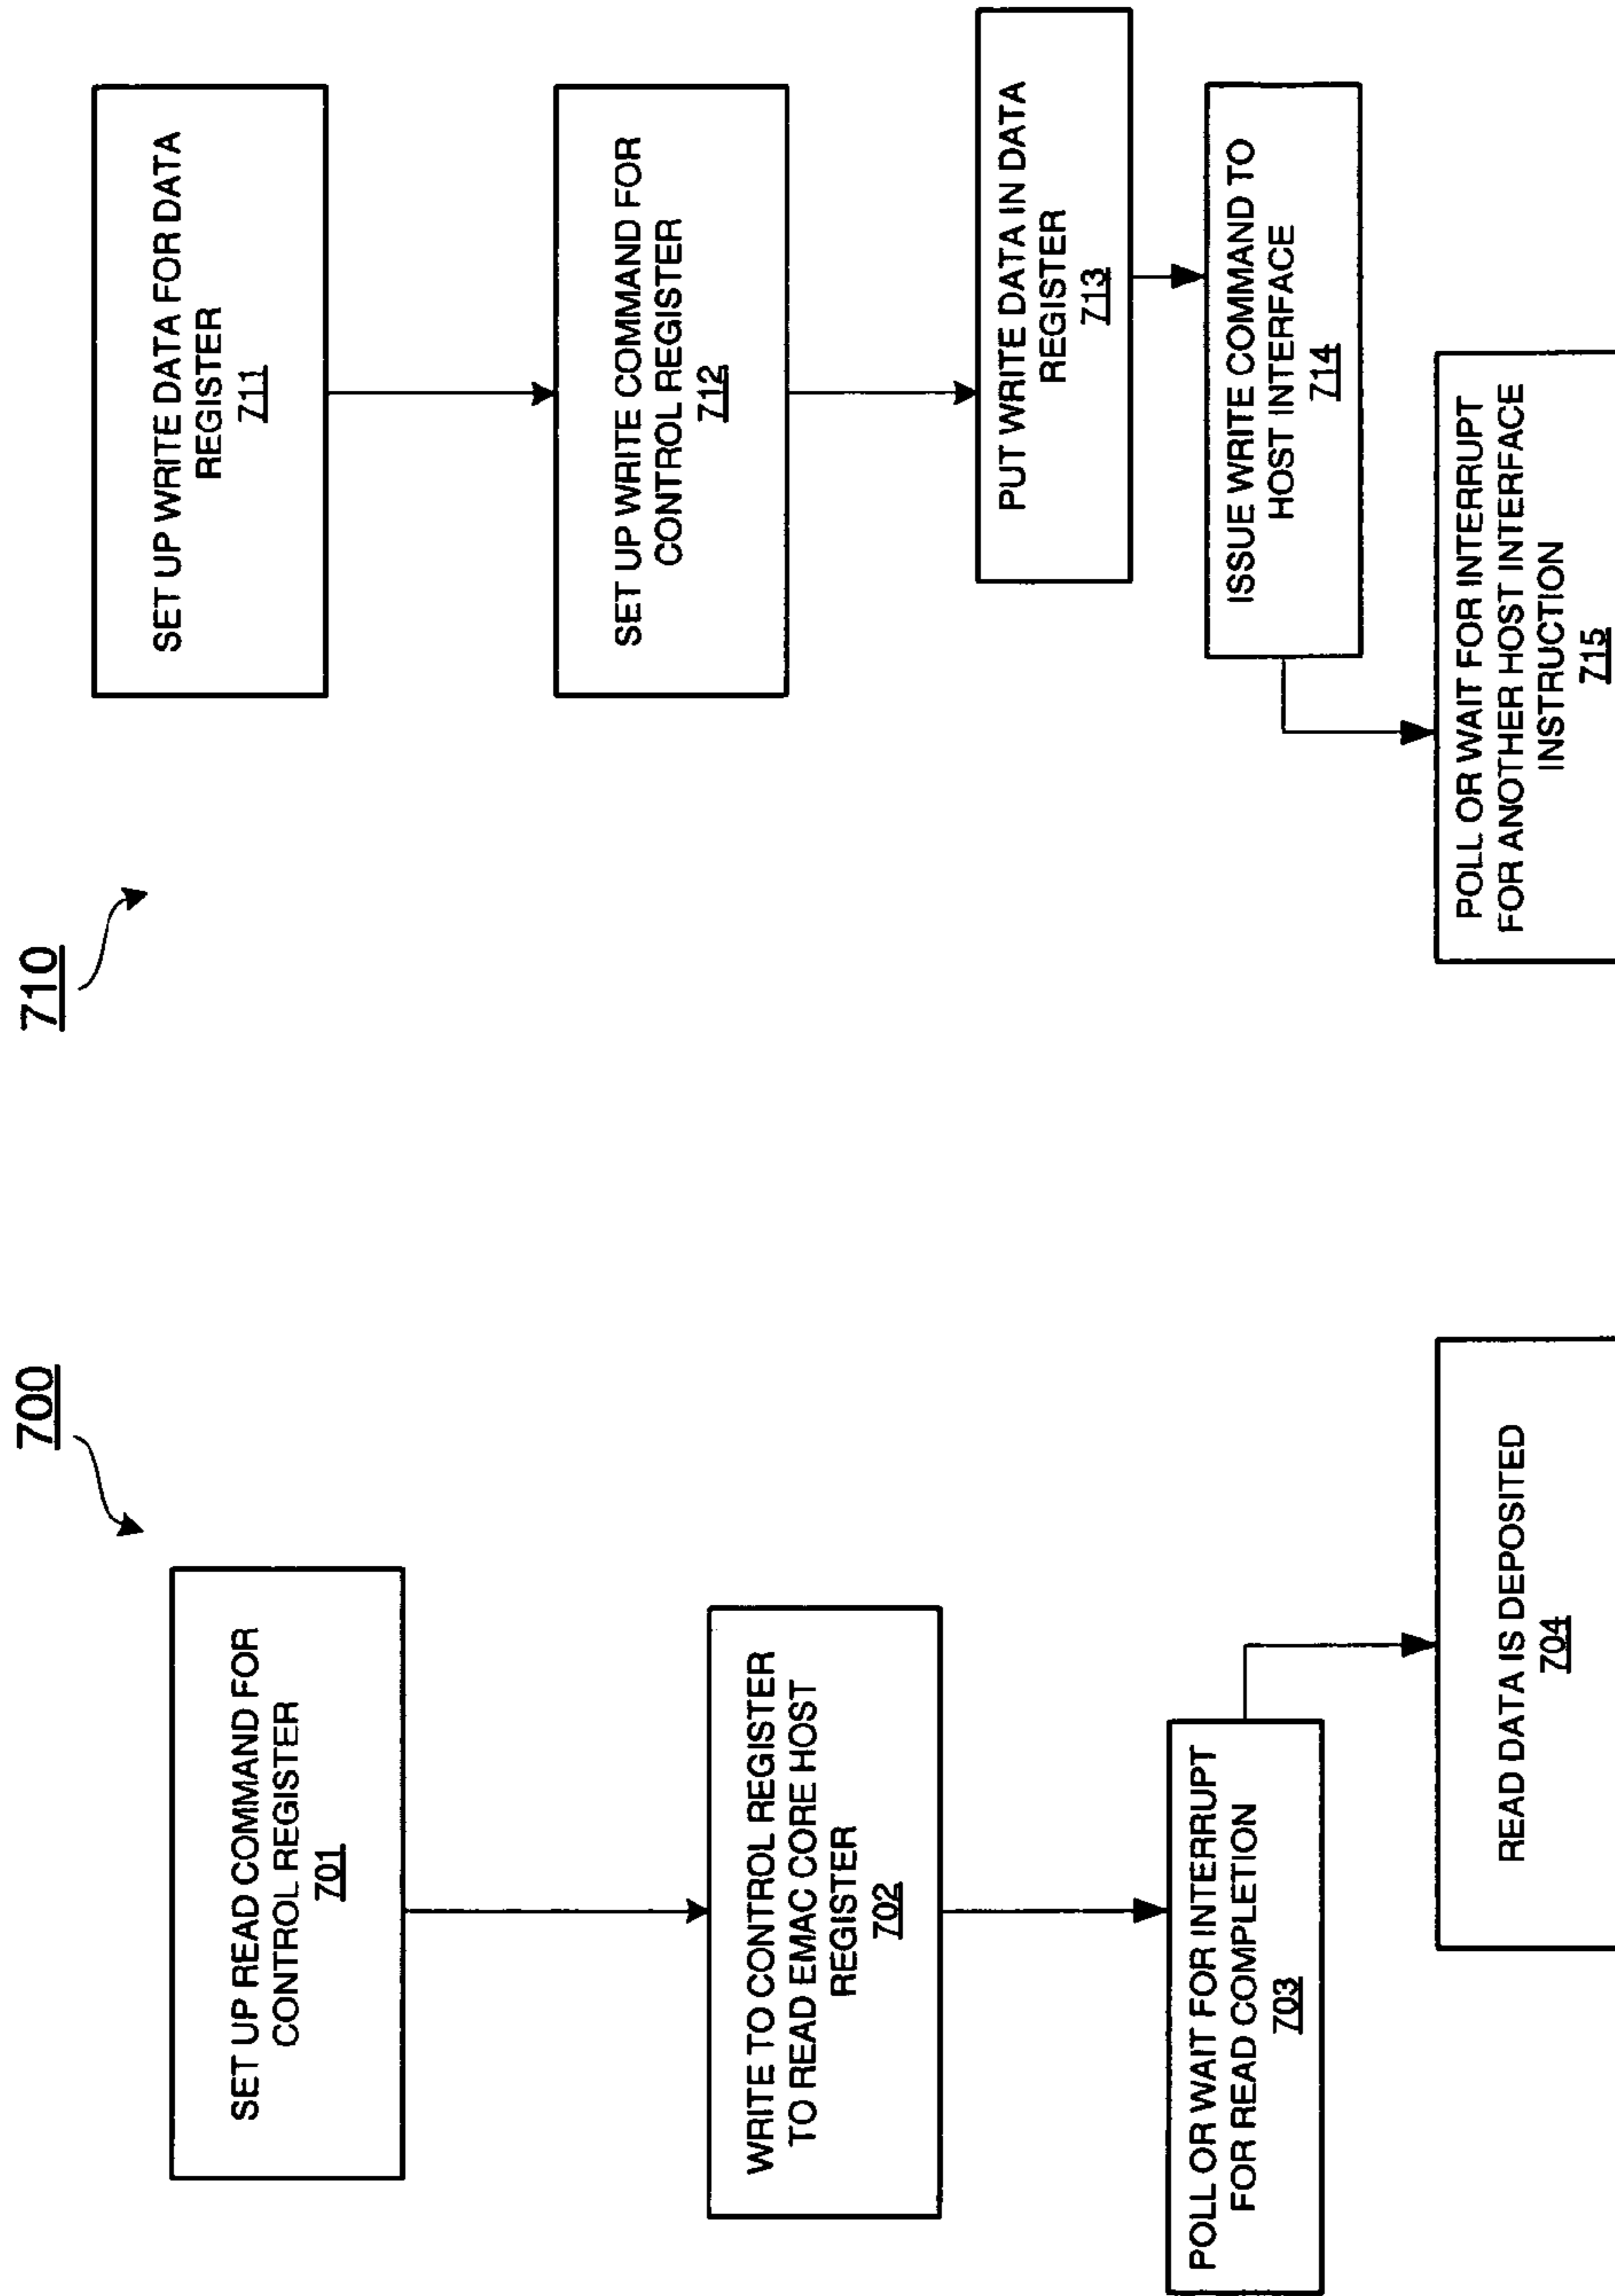 700
SET UP READ COMMAND FOR
CONTROL REGISTER
701
WRITE TO CONTROL REGISTER
TO READ EMAC CORE HOST
REGISTER
702
POLL OR WAIT FOR INTERRUPT
FOR READ COMPLETION
703
READ DATA IS DEPOSITED
704
710
SET UP WRITE DATA FOR DATA
REGISTER
711
SET UP WRITE COMMAND FOR
CONTROL REGISTER
712
PUT WRITE DATA IN DATA
REGISTER
713
ISSUE WRITE COMMAND TO
HOST INTERFACE
714
POLL OR WAIT FOR INTERRUPT
FOR ANOTHER HOST INTERFACE
INSTRUCTION
715